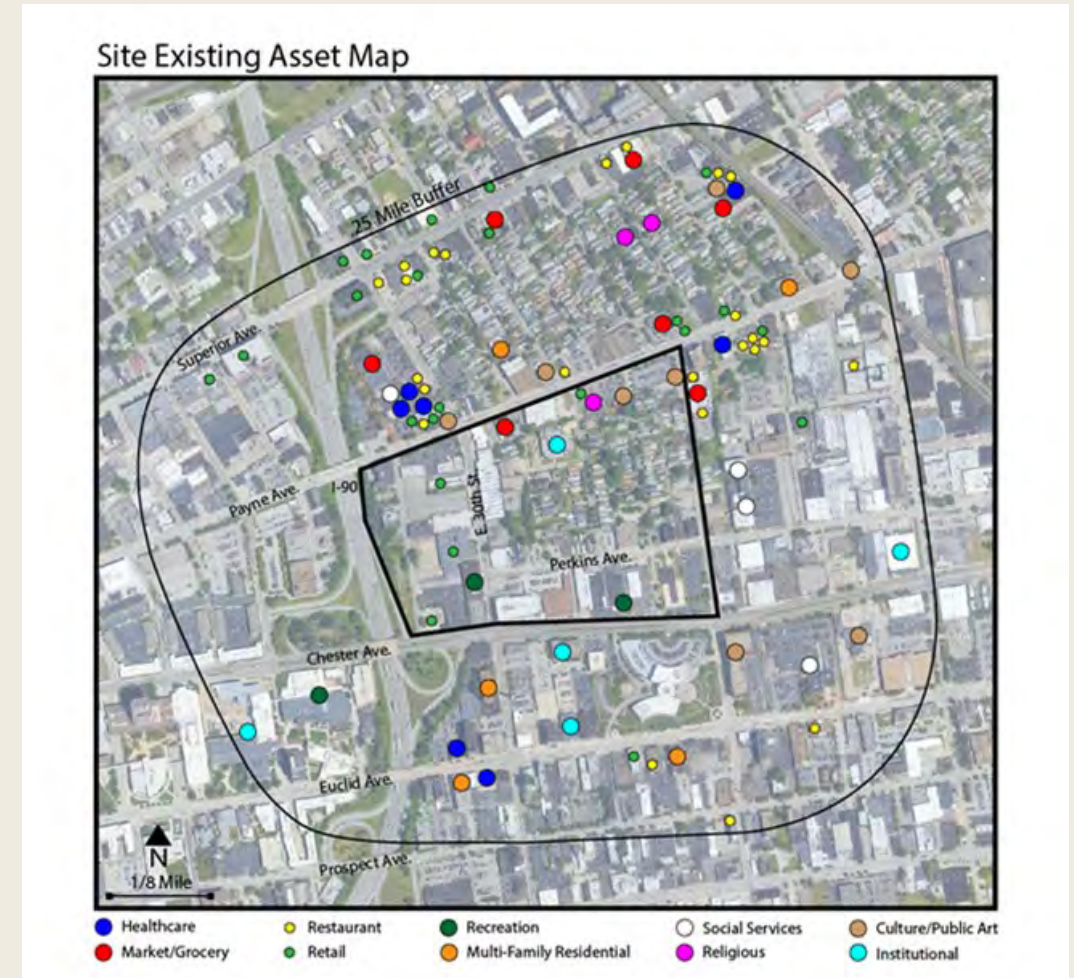 Site Existing Asset Map
25 Mile Buffer
Superior Ave.
Payne Ave.
I-90
E 30th St.
Perkins Ave.
Chester Ave.
Euclid Ave.
Prospect Ave.
N
1/8 Mile
Healthcare
Restaurant
Recreation
Social Services
Culture/Public Art
Market/Grocery
Retail
Multi-Family Residential
Religious
Institutional